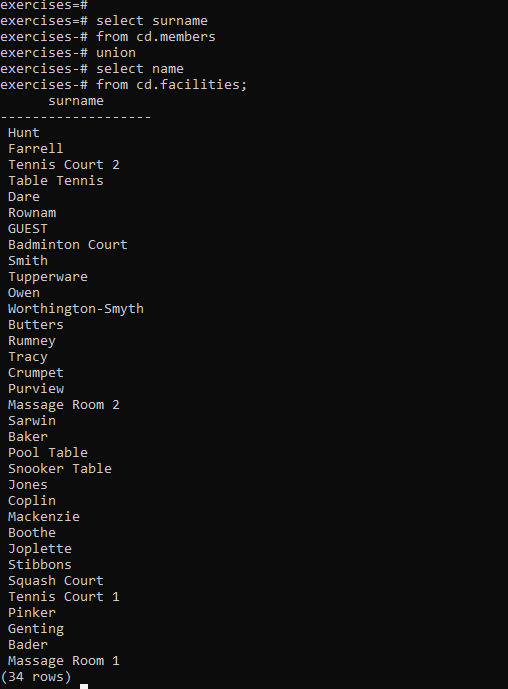 exercises=#
exercises=# select surname
exercises-# from cd.members
exercises-# union
exercises-# select name
exercises-# from cd.facilities;
surname
-------------------
Hunt
Farrell
Tennis Court 2
Table Tennis
Dare
Rownam
GUEST
Badminton Court
Smith
Tupperware
Owen
Worthington-Smyth
Butters
Rumney
Tracy
Crumpet
Purview
Massage Room 2
Sarwin
Baker
Pool Table
Snooker Table
Jones
Coplin
Mackenzie
Boothe
Joplette
Stibbons
Squash Court
Tennis Court 1
Pinker
Genting
Bader
Massage Room 1
(34 rows)